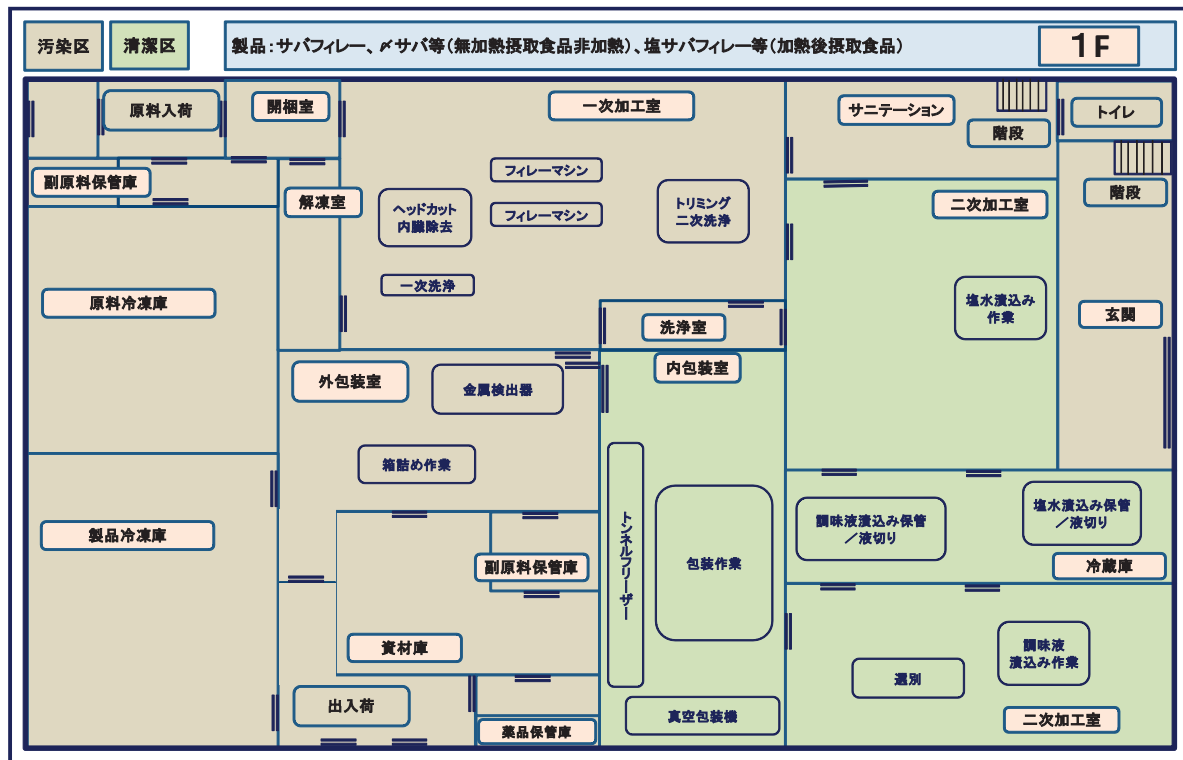 汚染区
清潔区
製品：サバフィレー、〆サバ等(無加熱摂取食品非加熱)、塩サバフィレー等(加熱後摂取食品)
1F
原料入荷
開梱室
一次加工室
サニテーション
階段
トイレ
副原料保管庫
解凍室
ヘッドカット
内臓除去
フィレーマシン
フィレーマシン
トリミング
二次洗浄
二次加工室
階段
一次洗浄
原料冷凍庫
洗浄室
塩水漬込み
作業
玄関
外包装室
金属検出器
内包装室
箱詰め作業
製品冷凍庫
トンネルフリーザー
包装作業
調味液漬込み保管
／液切り
塩水漬込み保管
／液切り
副原料保管庫
冷蔵庫
資材庫
調味液
漬込み作業
選別
出入荷
真空包装機
薬品保管庫
二次加工室